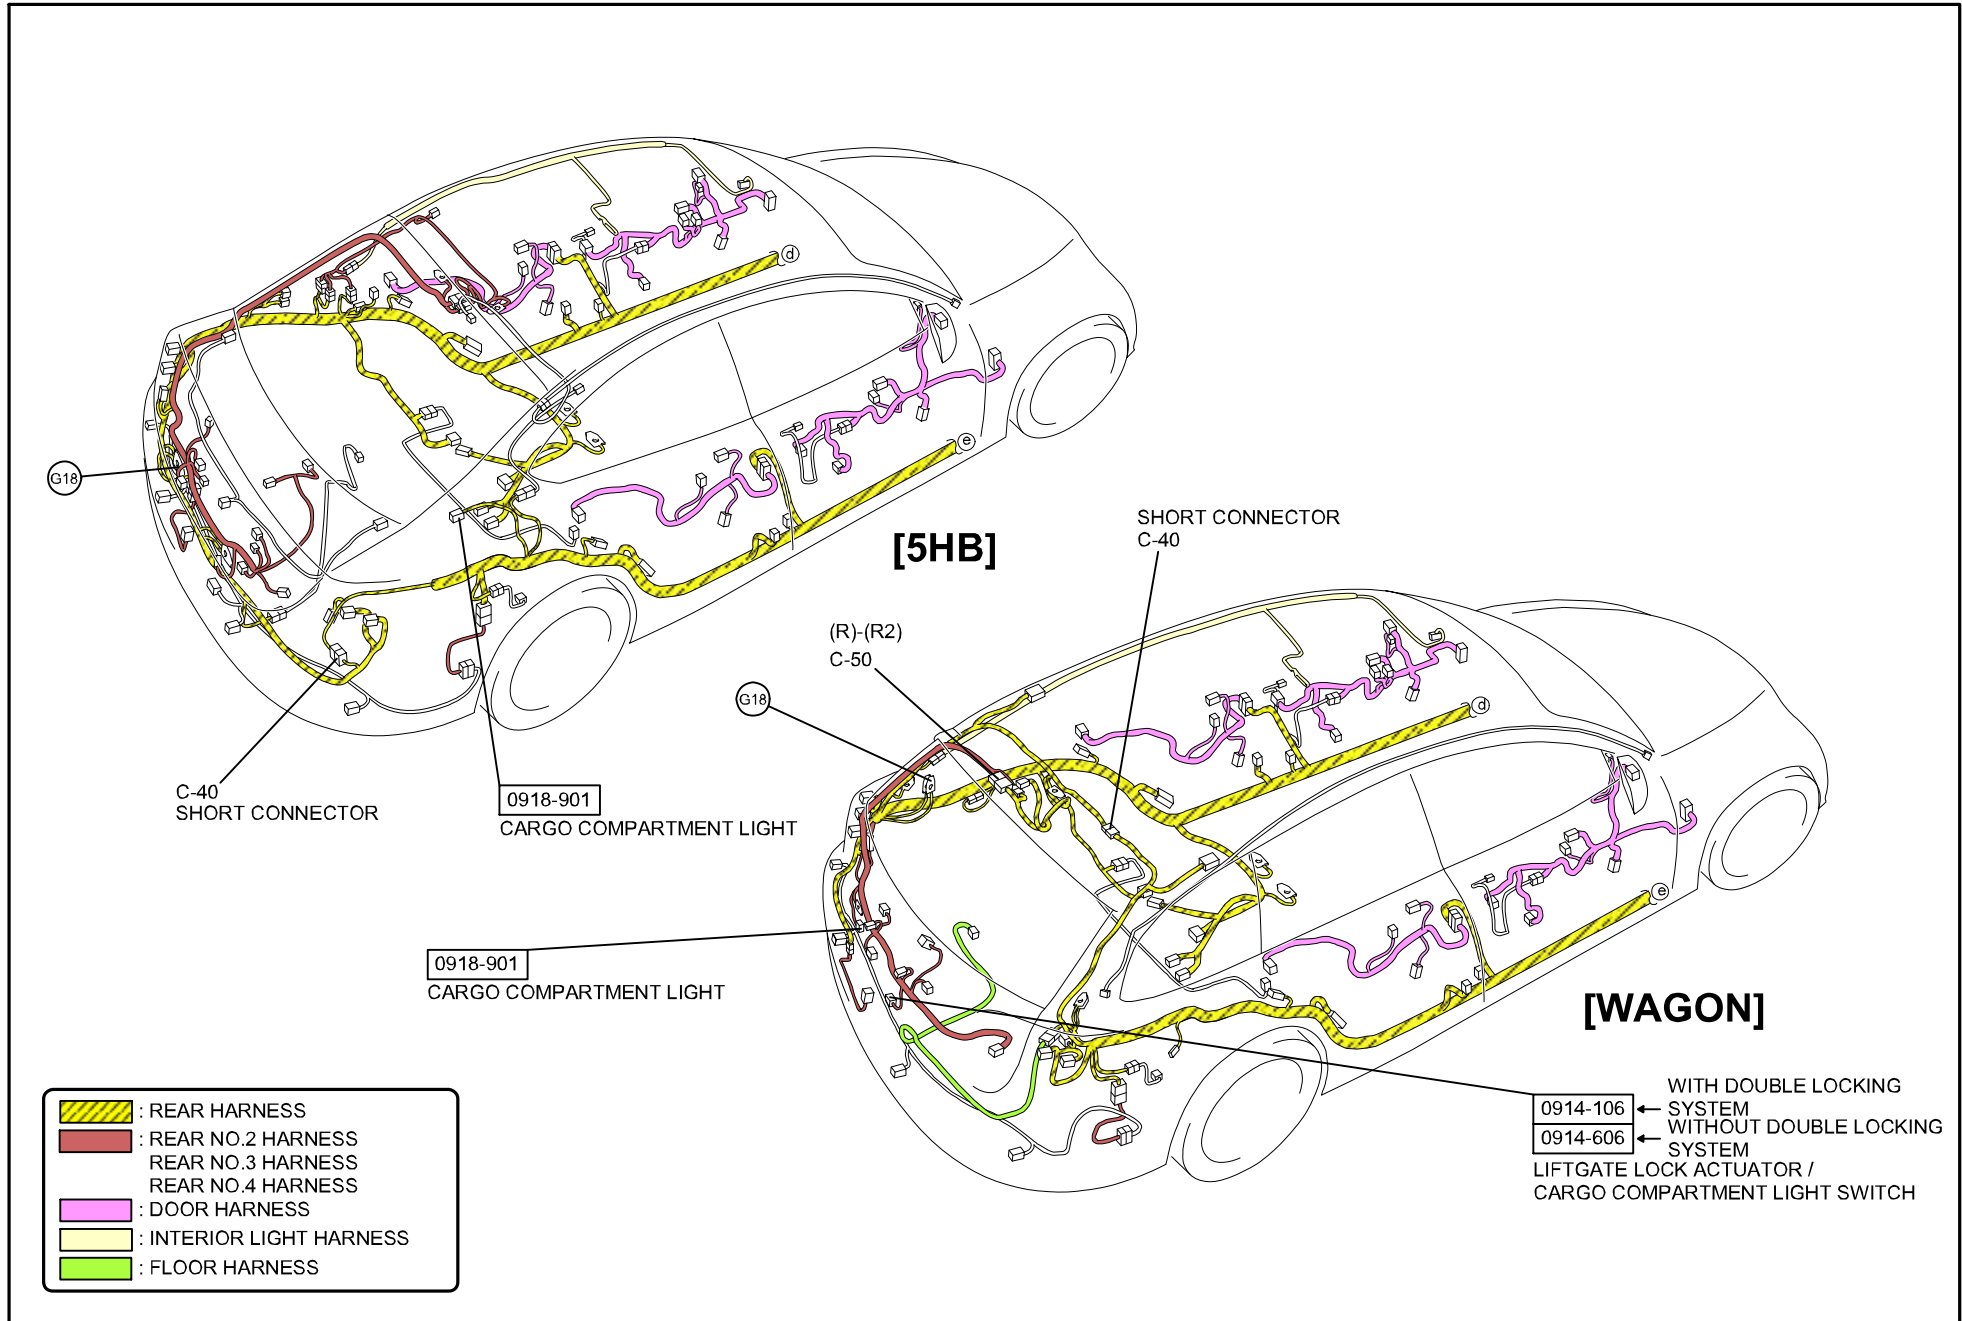 d
e
G18
[5HB]
SHORT CONNECTOR
C-40
(R)-(R2)
C-50
G18
d
e
C-40
SHORT CONNECTOR
0918-901
CARGO COMPARTMENT LIGHT
0918-901
CARGO COMPARTMENT LIGHT
[WAGON]
0914-106
WITH DOUBLE LOCKING
SYSTEM
0914-606
WITHOUT DOUBLE LOCKING
SYSTEM
LIFTGATE LOCK ACTUATOR /
CARGO COMPARTMENT LIGHT SWITCH
: REAR HARNESS
: REAR NO.2 HARNESS
REAR NO.3 HARNESS
REAR NO.4 HARNESS
: DOOR HARNESS
: INTERIOR LIGHT HARNESS
: FLOOR HARNESS